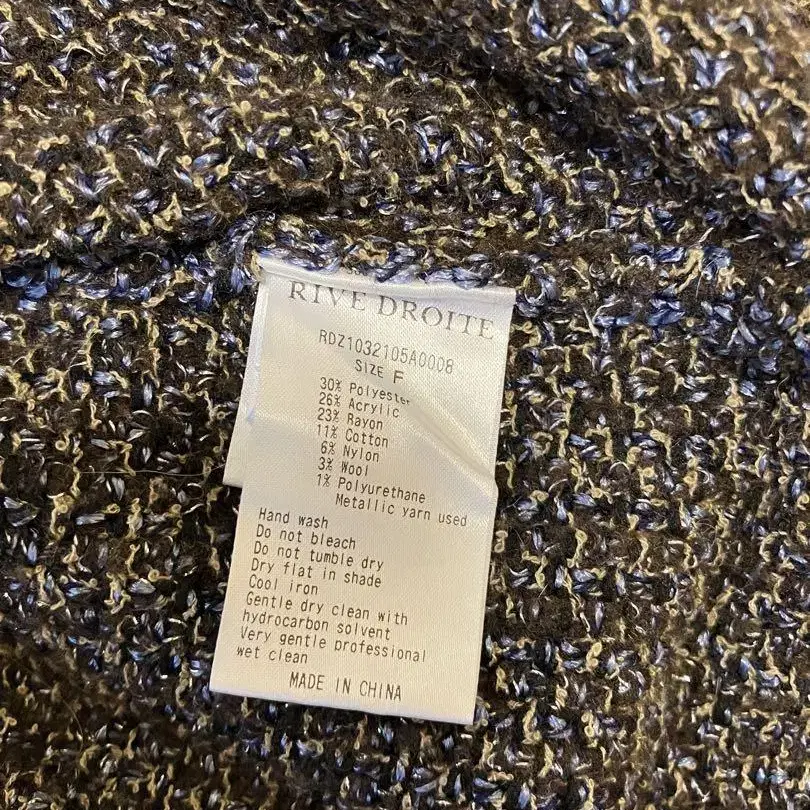 RIVE DROITE
RDZ1032105A0008
SIZE F
30% Polyester
26% Acrylic
23% Rayon
11% Cotton
6% Nylon
3% Wool
1% Polyurethane
Metallic yarn used
Hand wash
Do not bleach
Do not tumble dry
Dry flat in shade
Cool iron
Gentle dry clean with
hydrocarbon solvent
Very gentle professional
wet clean
MADE IN CHINA